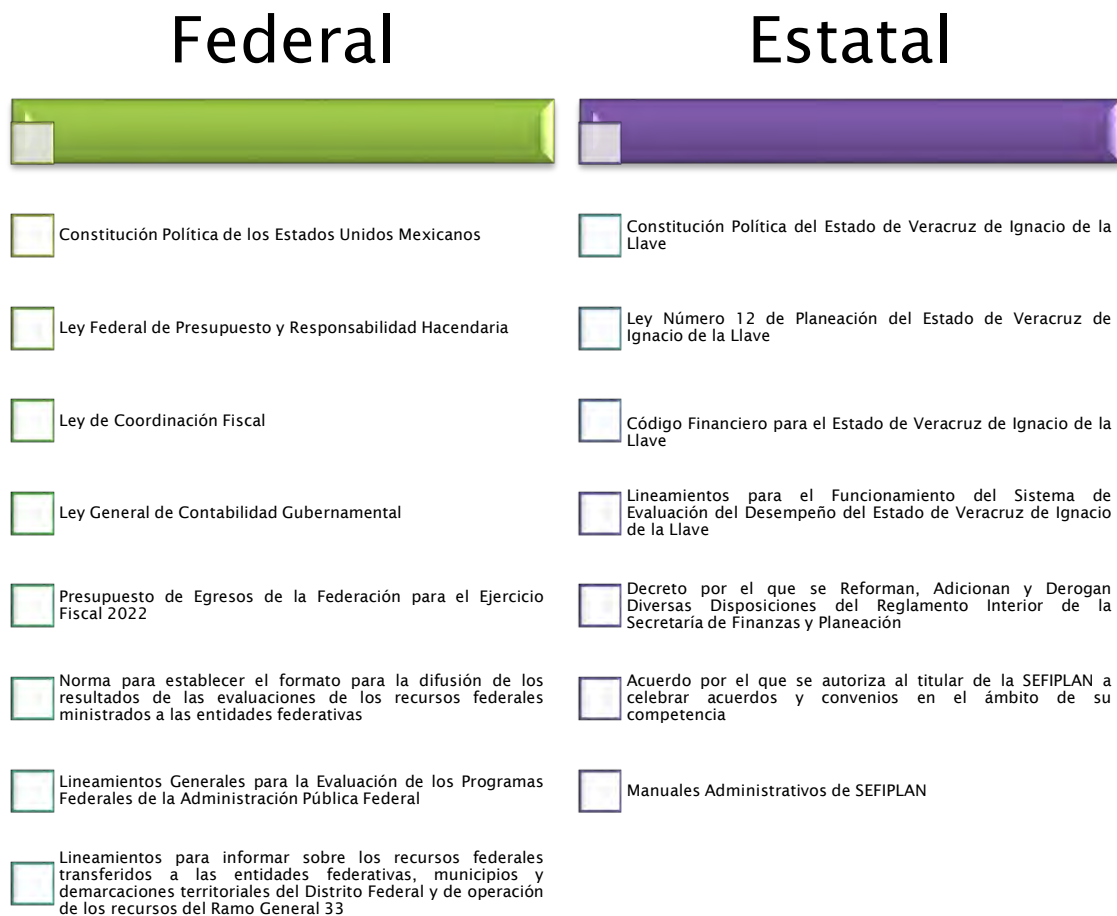 Federal
Constitución Política de los Estados Unidos Mexicanos
Ley Federal de Presupuesto y Responsabilidad Hacendaria
Ley de Coordinación Fiscal
Ley General de Contabilidad Gubernamental
Presupuesto de Egresos de la Federación para el Ejercicio
Fiscal 2022
Norma para establecer el formato para la difusión de los
resultados de las evaluaciones de los recursos federales
ministrados a las entidades federativas
Lineamientos Generales para la Evaluación de los Programas
Federales de la Administración Pública Federal
Lineamientos para informar sobre los recursos federales
transferidos a las entidades federativas, municipios y
demarcaciones territoriales del Distrito Federal y de operación
de los recursos del Ramo General 33
Estatal
Constitución Política del Estado de Veracruz de Ignacio de la
Llave
Ley Número 12 de Planeación del Estado de Veracruz de
Ignacio de la Llave
Código Financiero para el Estado de Veracruz de Ignacio de la
Llave
Lineamientos para el Funcionamiento del Sistema de
Evaluación del Desempeño del Estado de Veracruz de Ignacio
de la Llave
Decreto por el que se Reforman, Adicionan y Derogan
Diversas Disposiciones del Reglamento Interior de la
Secretaría de Finanzas y Planeación
Acuerdo por el que se autoriza al titular de la SEFIPLAN a
celebrar acuerdos y convenios en el ámbito de su
competencia
Manuales Administrativos de SEFIPLAN